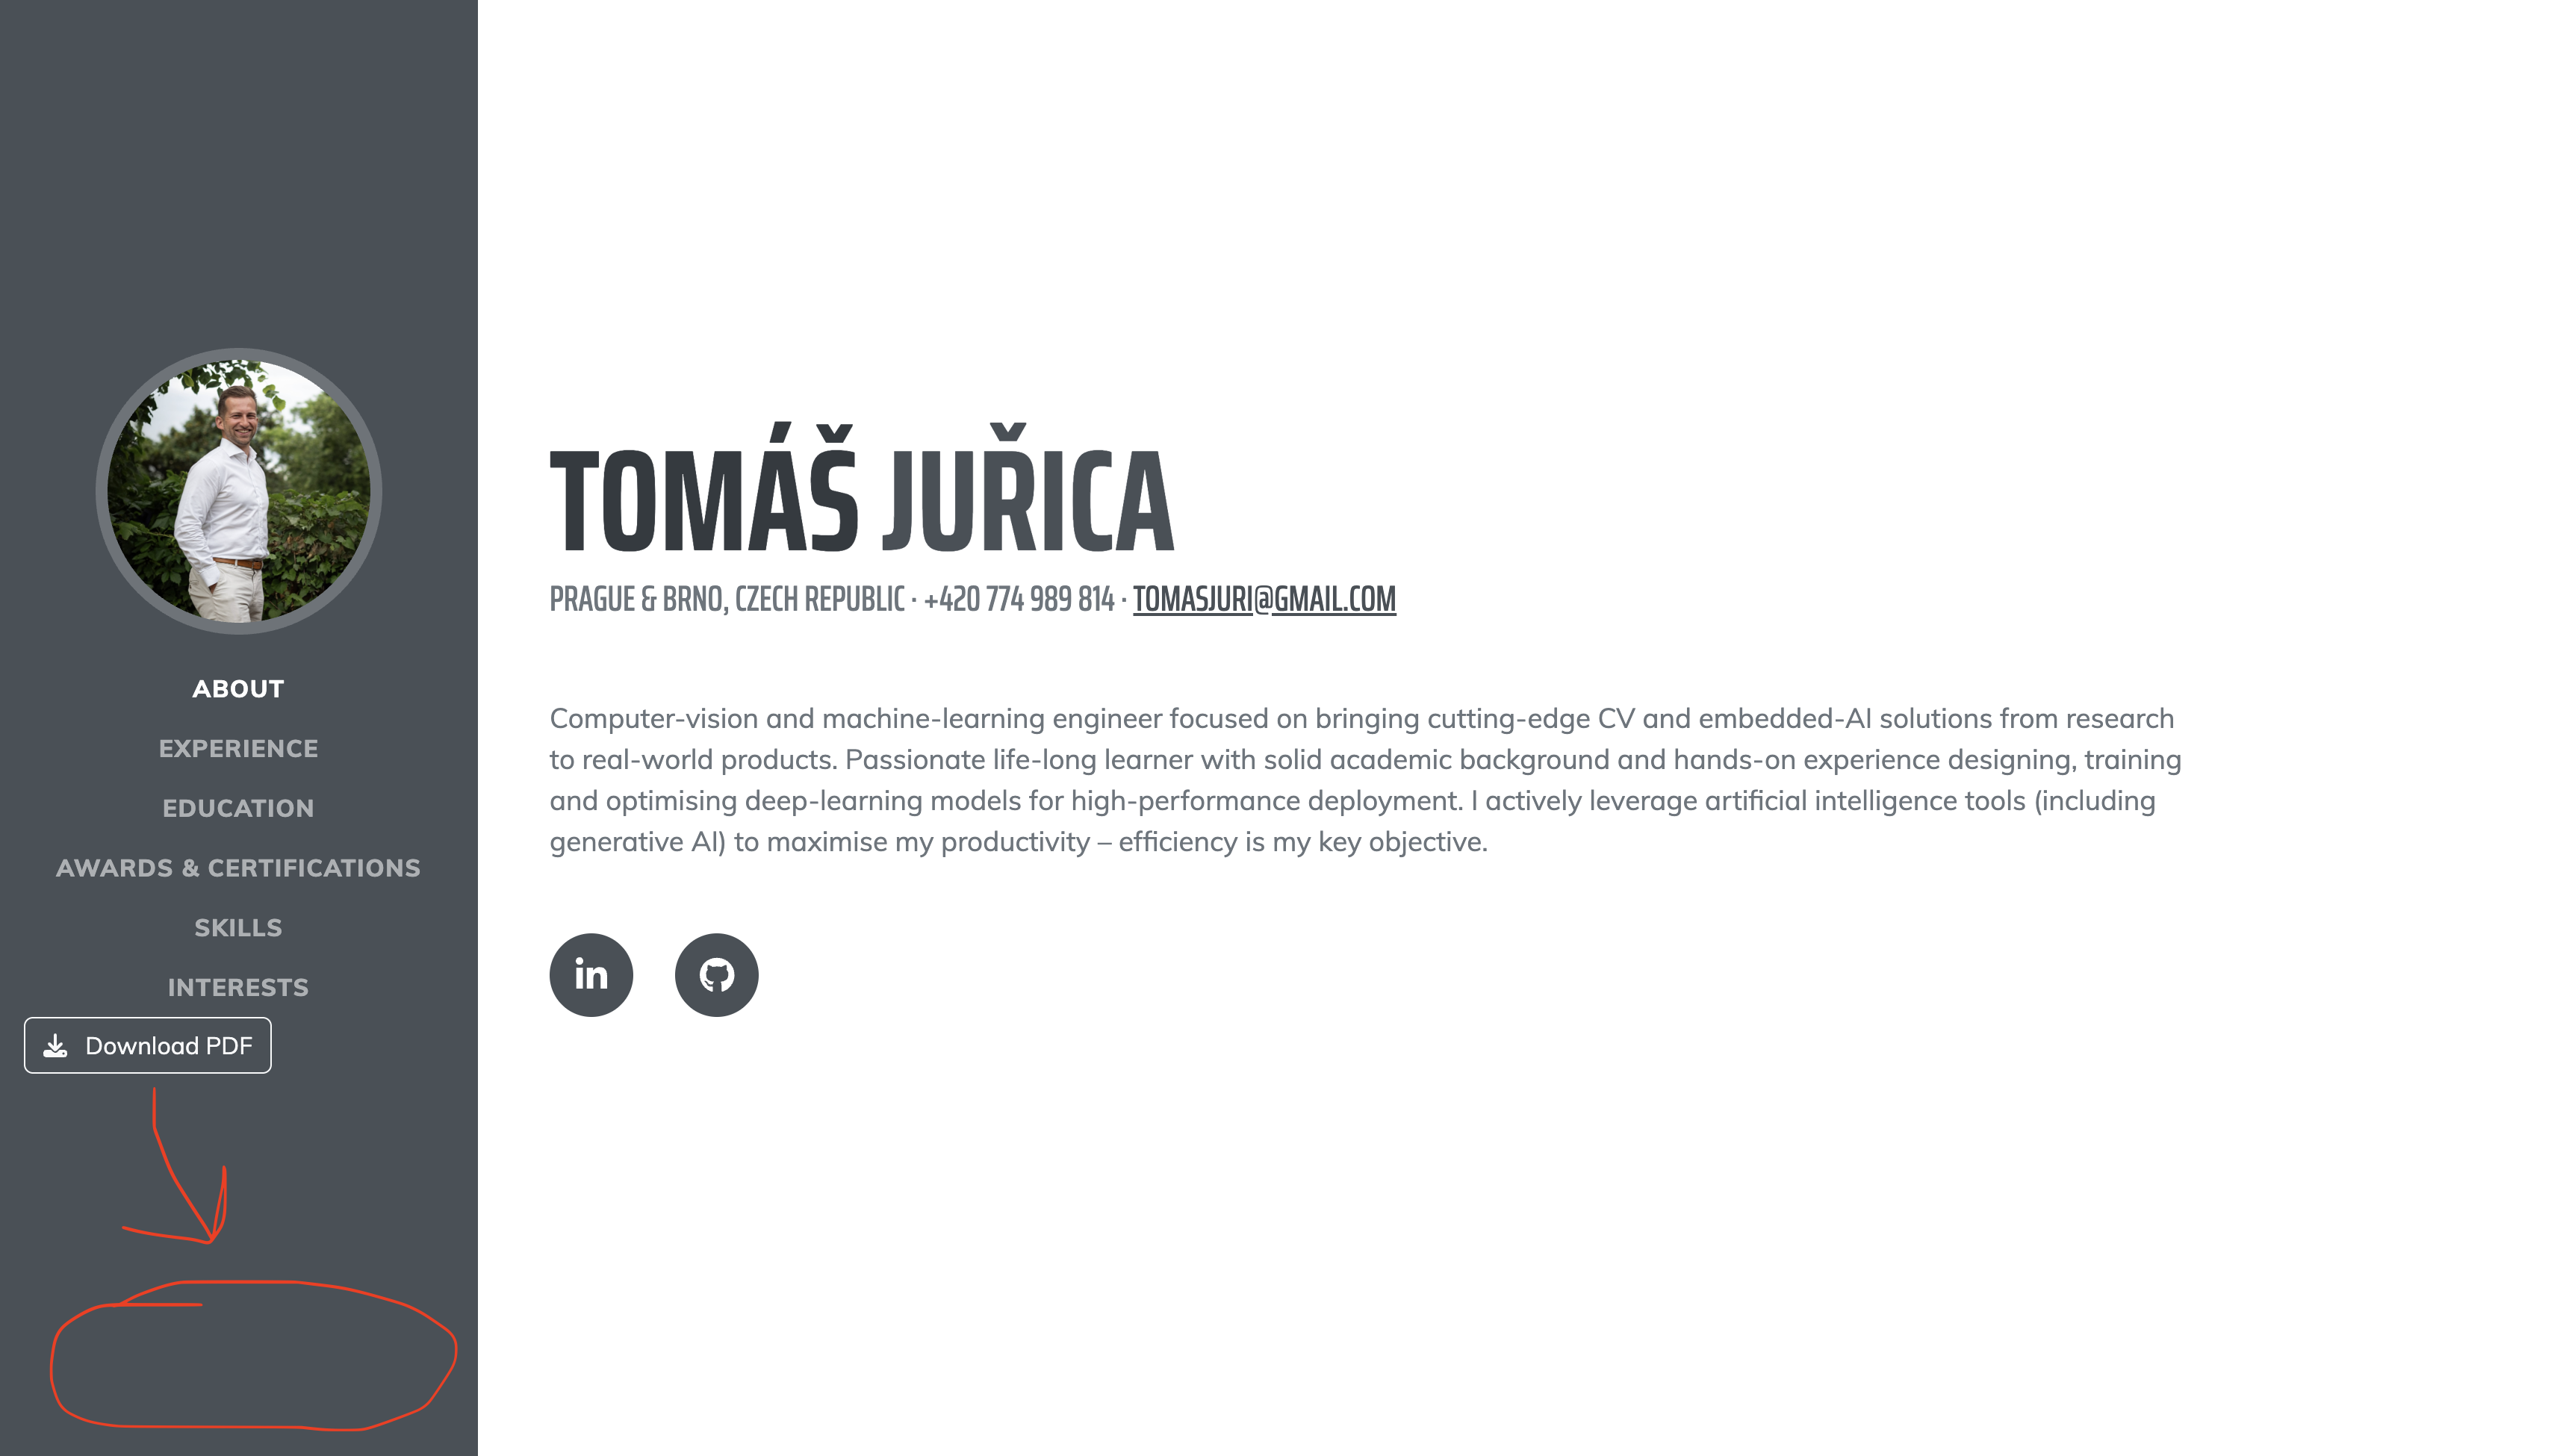 ABOUT
EXPERIENCE
EDUCATION
AWARDS & CERTIFICATIONS
SKILLS
INTERESTS
Download PDF
TOMÁŠ JUŘICA
PRAGUE & BRNO, CZECH REPUBLIC · +420 774 989 814 · TOMASJURI@GMAIL.COM
Computer-vision and machine-learning engineer focused on bringing cutting-edge CV and embedded-AI solutions from research
to real-world products. Passionate life-long learner with solid academic background and hands-on experience designing, training
and optimising deep-learning models for high-performance deployment. I actively leverage artificial intelligence tools (including
generative AI) to maximise my productivity – efficiency is my key objective.
in